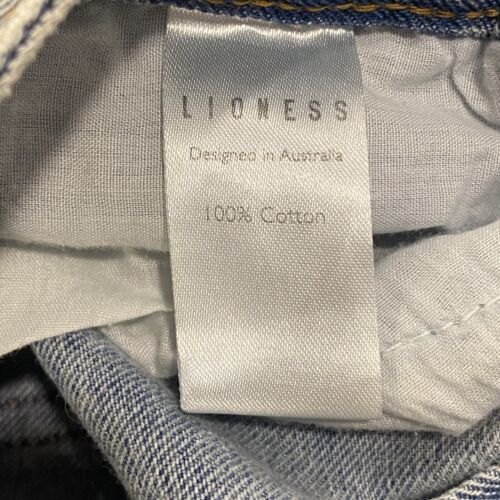 LIONESS
Designed in Australia
100% Cotton